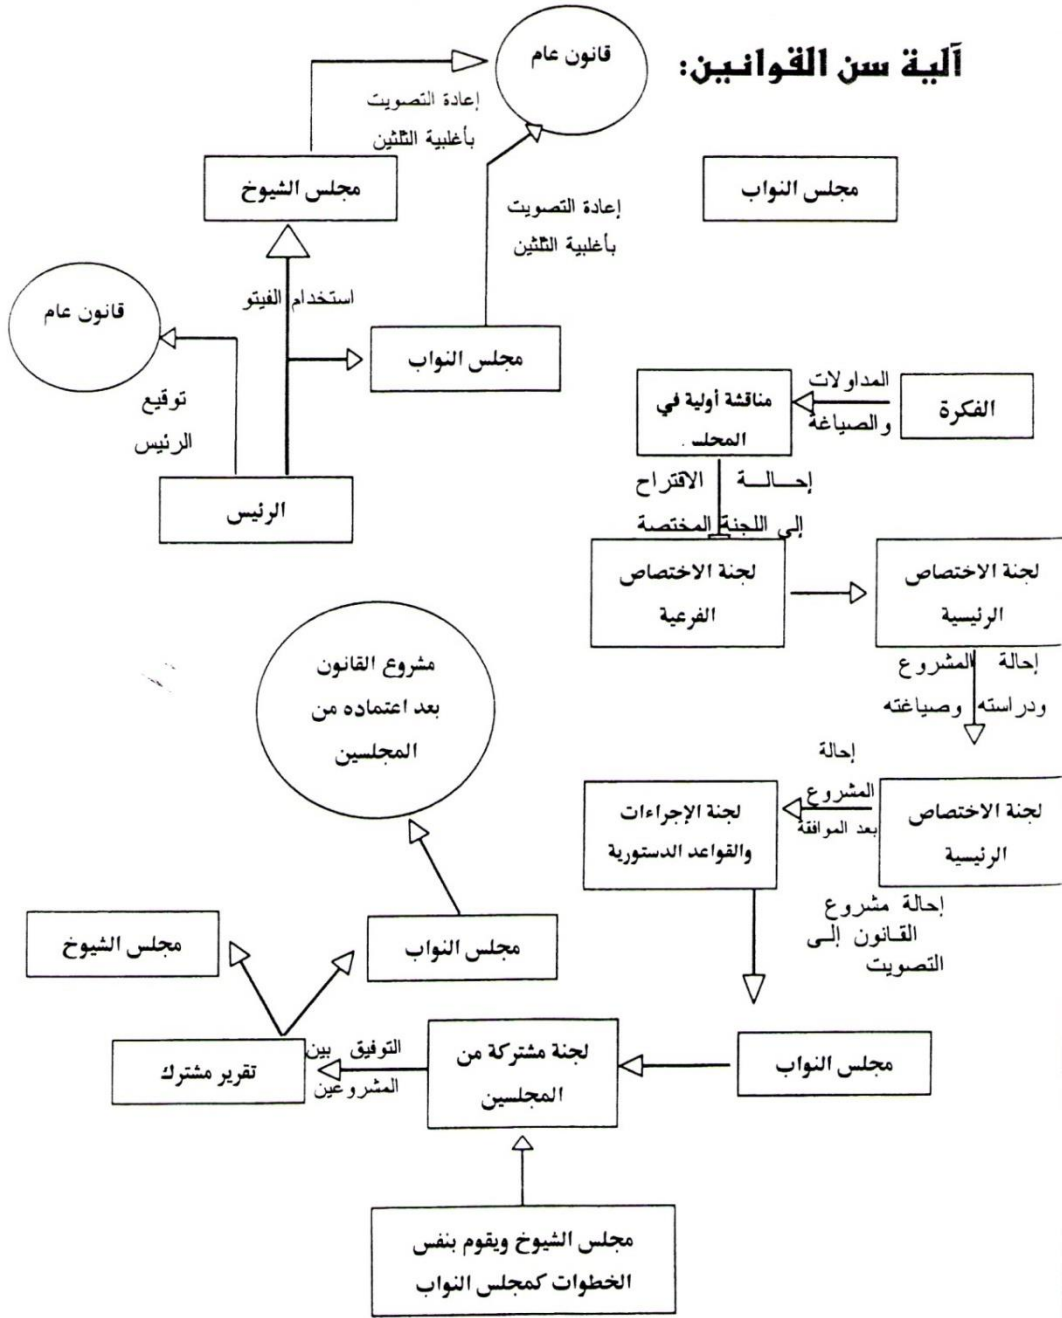 آلية سن القوانين:
قانون عام
إعادة التصويت
بأغلبية الثلثين
مجلس الشيوخ
مجلس النواب
إعادة التصويت
بأغلبية الثلثين
قانون عام
استخدام الفيتو
مجلس النواب
توقيع
الرئيس
الرئيس
الفكرة
المداولات
والصياغة
مناقشة أولية في
إحالة الاقتراح
إلى اللجنة المختصة
لجنة الاختصاص
الفرعية
لجنة الاختصاص
الرئيسية
إحالة المشروع
ودراسته وصياغته
لجنة الاختصاص
الرئيسية
إحالة
المشروع
بعد الموافقة
لجنة الإجراءات
والقواعد الدستورية
إحالة مشروع
القانون إلى
التصويت
مجلس النواب
لجنة مشتركة من
المجلسين
مجلس الشيوخ ويقوم بنفس
الخطوات كمجلس النواب
التوفيق بين
المشروعين
تقرير مشترك
مجلس الشيوخ
مجلس النواب
مشروع القانون
بعد اعتماده من
المجلسين